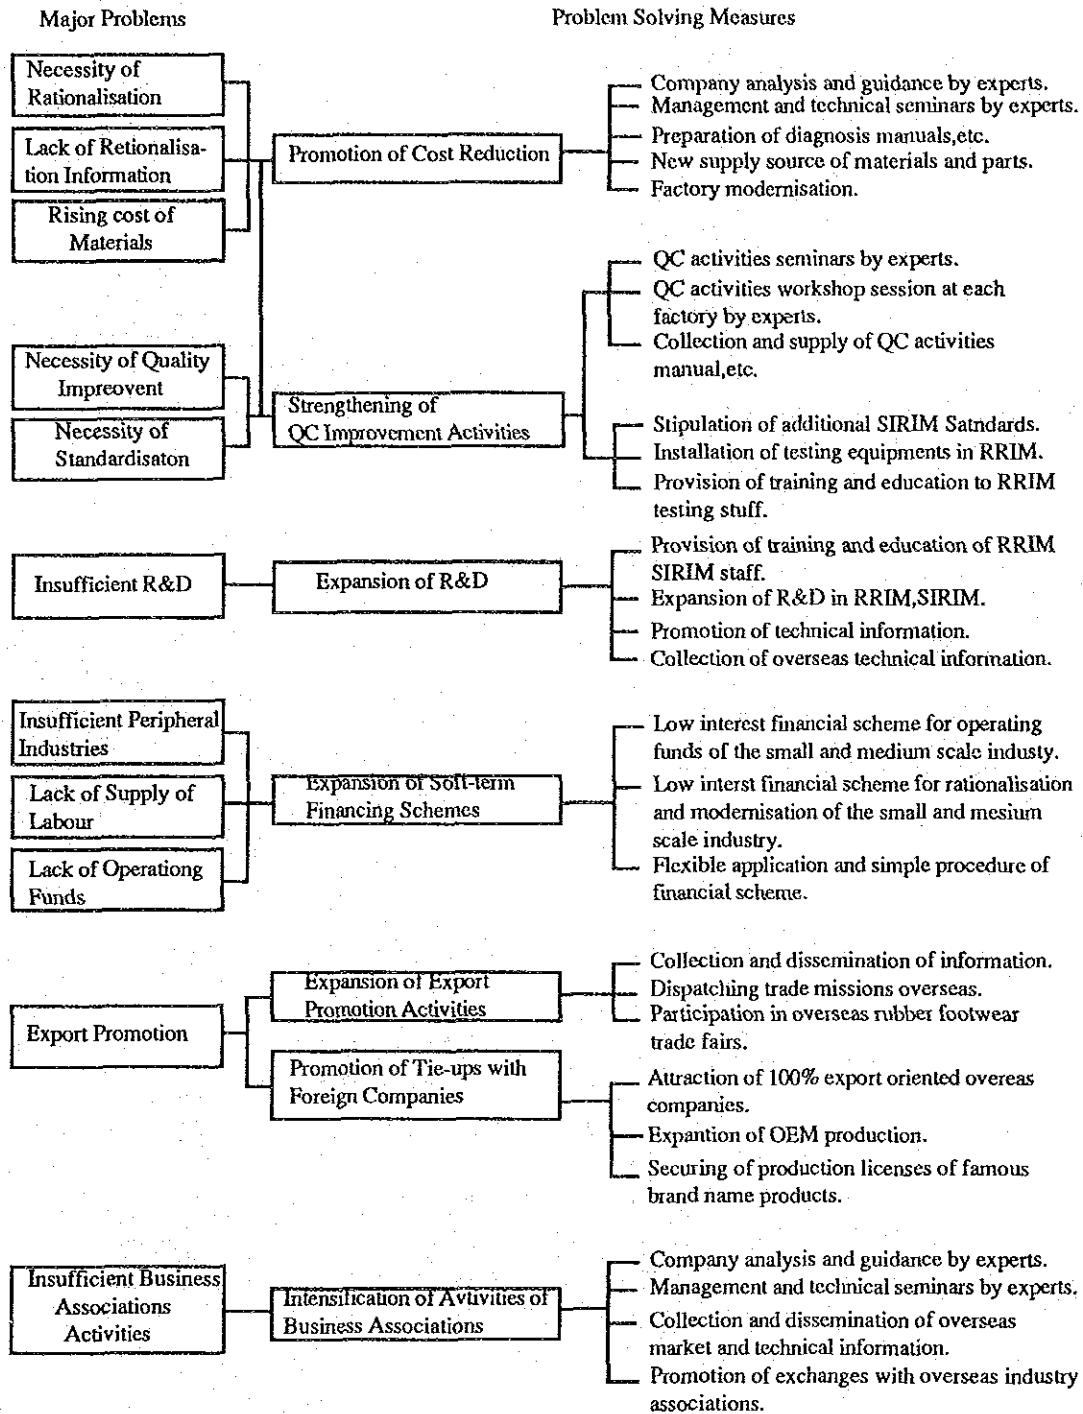 Major Problems
Problem Solving Measures
Necessity of
Rationalisation
Lack of Retionalisa-
tion Information
Rising cost of
Materials
Promotion of Cost Reduction
Company analysis and guidance by experts.
Management and technical seminars by experts.
Preparation of diagnosis manuals,etc.
New supply source of materials and parts.
Factory modernisation.
Necessity of Quality
Impreovent
Necessity of
Standardisaton
Strengthening of
QC Improvement Activities
QC activities seminars by experts.
QC activities workshop session at each
factory by experts.
Collection and supply of QC activities
manual,etc.
Stipulation of additional SIRIM Satndards.
Installation of testing equipments in RRIM.
Provision of training and education to RRIM
testing stuff.
Insufficient R&D
Expansion of R&D
Provision of training and education of RRIM
SIRIM staff.
Expansion of R&D in RRIM,SIRIM.
Promotion of technical information.
Collection of overseas technical information.
Insufficient Peripheral
Industries
Lack of Supply of
Labour
Lack of Operationg
Funds
Expansion of Soft-term
Financing Schemes
Low interest financial scheme for operating
funds of the small and medium scale industy.
Low interst financial scheme for rationalisation
and modernisation of the small and mesium
scale industry.
Flexible application and simple procedure of
financial scheme.
Export Promotion
Expansion of Export
Promotion Activities
Collection and dissemination of information.
Dispatching trade missions overseas.
Participation in overseas rubber footwear
trade fairs.
Promotion of Tie-ups with
Foreign Companies
Attraction of 100% export oriented overeas
companies.
Expantion of OEM production.
Securing of production licenses of famous
brand name products.
Insufficient Business
Associations
Activities
Intensification of Avtivities of
Business Associations
Company analysis and guidance by experts.
Management and technical seminars by experts.
Collection and dissemination of overseas
market and technical information.
Promotion of exchanges with overseas industry
associations.